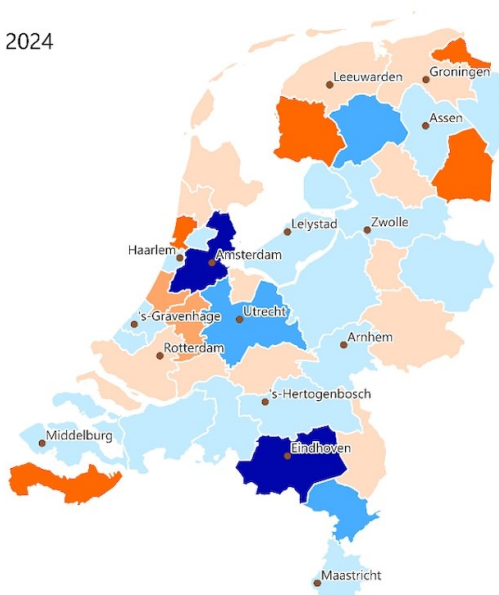 2024
Leeuwarden
Groningen
Assen
Lelystad
Zwolle
Haarlem
Amsterdam
's-Gravenhage
Utrecht
Rotterdam
Arnhem
's-Hertogenbosch
Middelburg
Eindhoven
Maastricht